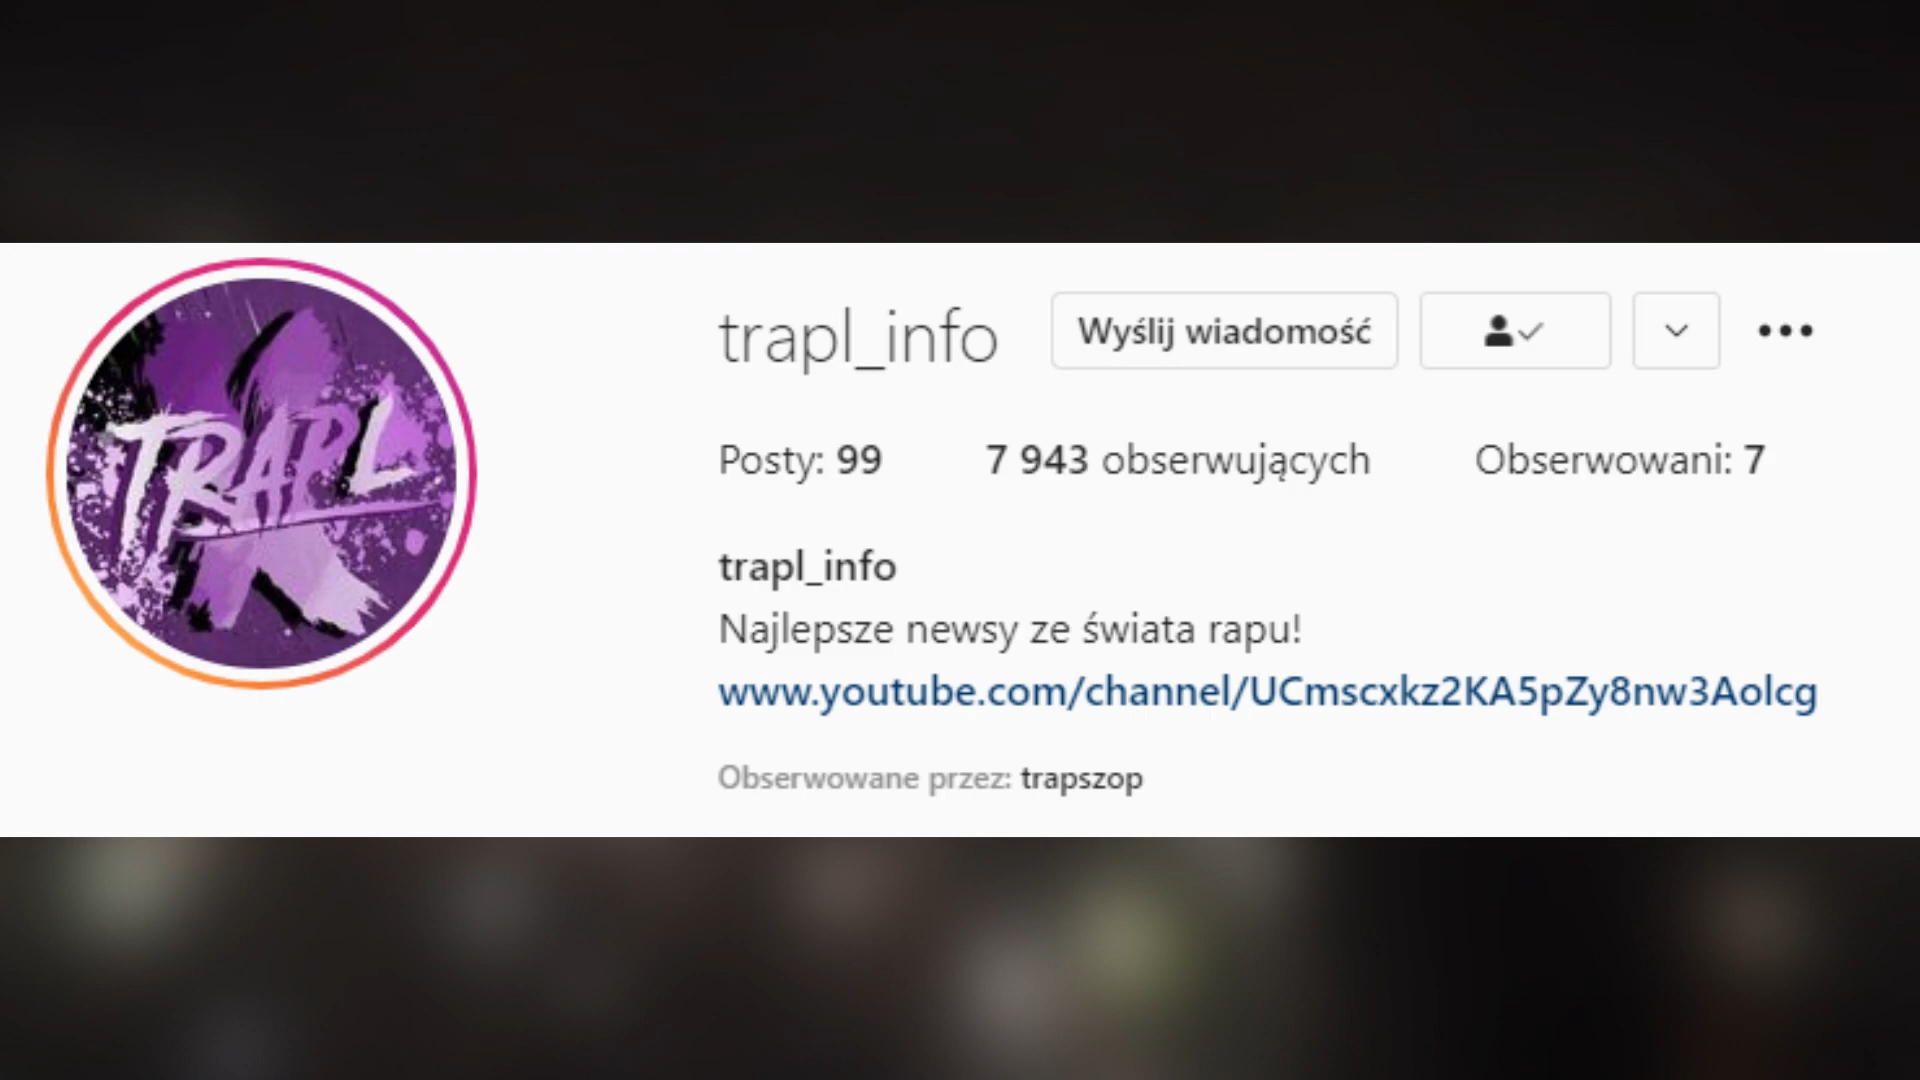 TRAPL
trapl_info Wyślij wiadomość
Posty: 99 7 943 obserwujących Obserwowani: 7
trapl_info
Najlepsze newsy ze świata rapu!
www.youtube.com/channel/UCmscxkz2KA5pZy8nw3Aolcg
Obserwowane przez: trapszop